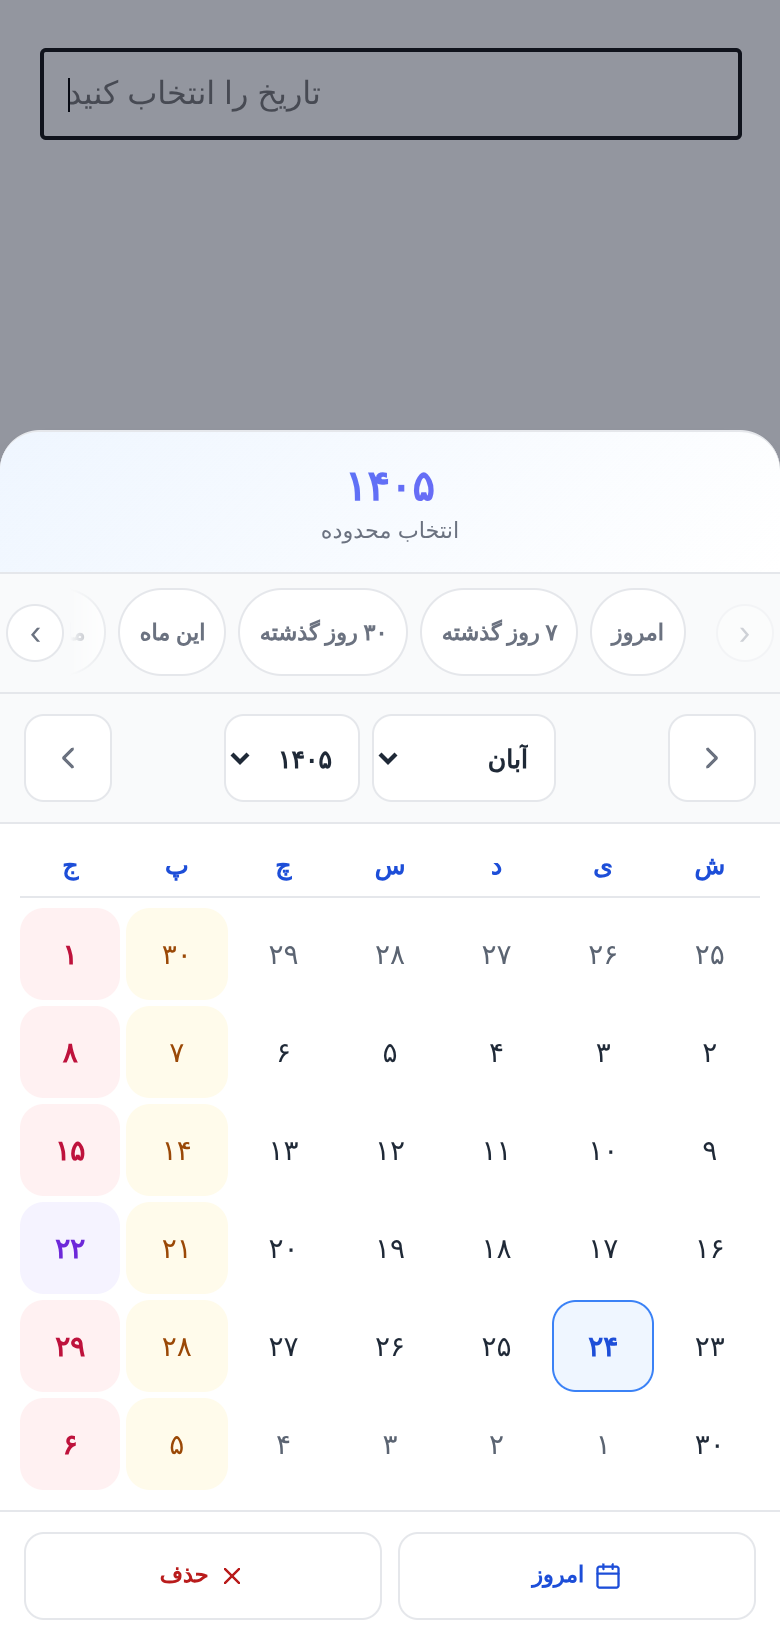 تاریخ را انتخاب کنید
۱۴۰۵
انتخاب محدوده
امروز ۷ روز گذشته ۳۰ روز گذشته این ماه
آبان ۱۴۰۵
ش ی د س چ پ ج
۲۵ ۲۶ ۲۷ ۲۸ ۲۹ ۳۰ ۱
۲ ۳ ۴ ۵ ۶ ۷ ۸
۹ ۱۰ ۱۱ ۱۲ ۱۳ ۱۴ ۱۵
۱۶ ۱۷ ۱۸ ۱۹ ۲۰ ۲۱ ۲۲
۲۳ ۲۴ ۲۵ ۲۶ ۲۷ ۲۸ ۲۹
۳۰ ۱ ۲ ۳ ۴ ۵ ۶
امروز حذف